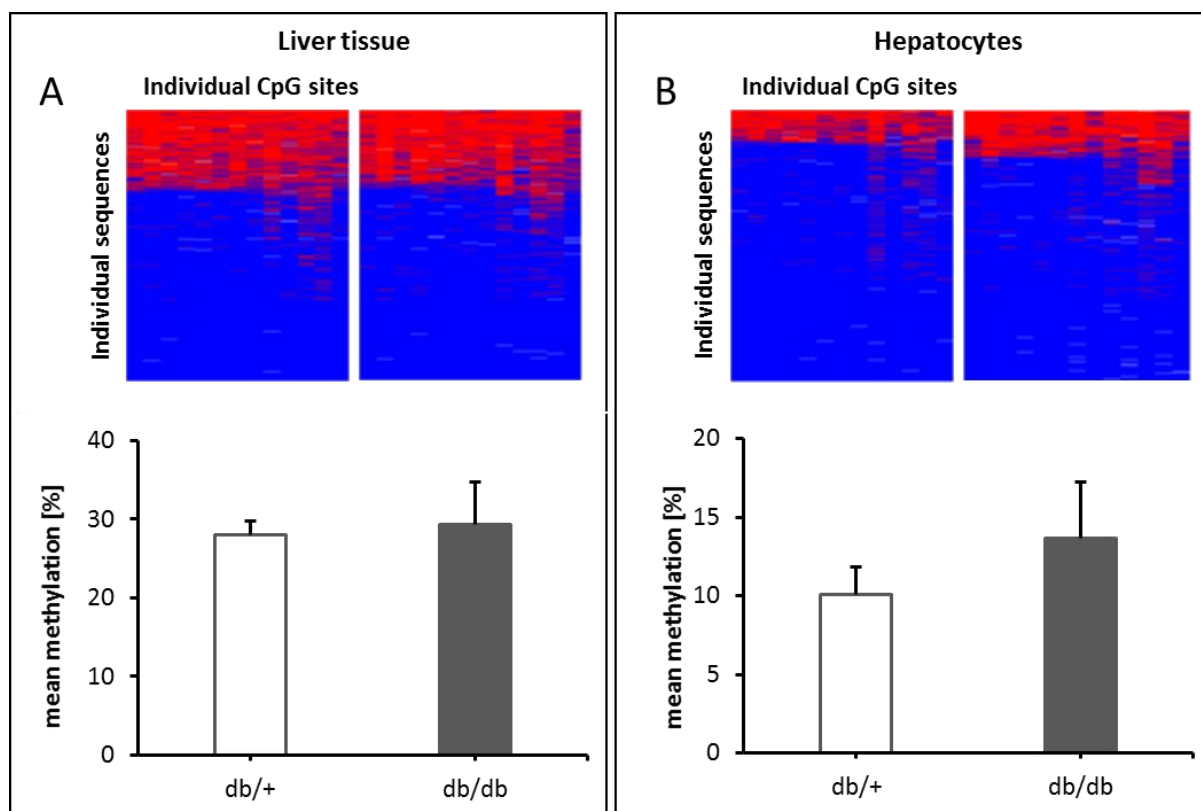 Liver tissue
A
Individual CpG sites
Individual sequences
mean methylation [%]
40
30
20
10
0
db/+
db/db
Hepatocytes
B
Individual CpG sites
Individual sequences
mean methylation [%]
20
15
10
5
0
db/+
db/db